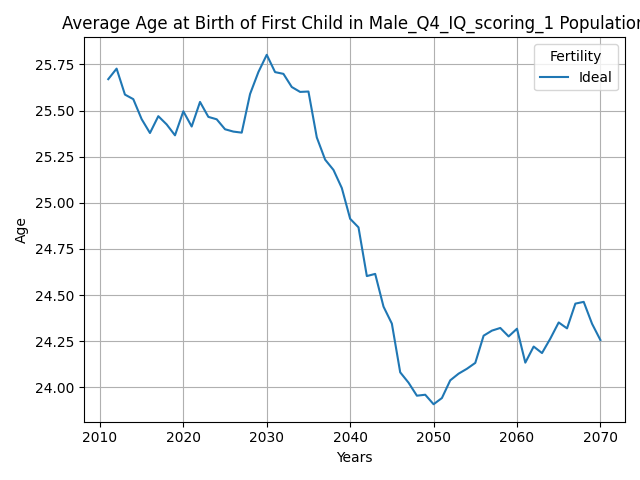 Average Age at Birth of First Child in Male_Q4_IQ_scoring_1 Population
Fertility
Ideal
25.75
25.50
25.25
25.00
24.75
24.50
24.25
24.00
Age
2010 2020 2030 2040 2050 2060 2070
Years